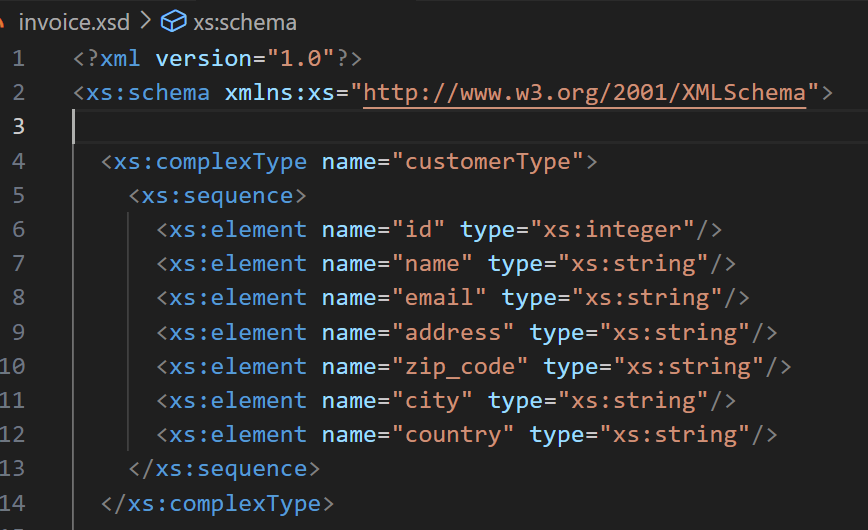 invoice.xsd > xs:schema
1 <?xml version="1.0"?>
2 <xs:schema xmlns:xs="http://www.w3.org/2001/XMLSchema">
3
4 <xs:complexType name="customerType">
5 <xs:sequence>
6 <xs:element name="id" type="xs:integer"/>
7 <xs:element name="name" type="xs:string"/>
8 <xs:element name="email" type="xs:string"/>
9 <xs:element name="address" type="xs:string"/>
10 <xs:element name="zip_code" type="xs:string"/>
11 <xs:element name="city" type="xs:string"/>
12 <xs:element name="country" type="xs:string"/>
13 </xs:sequence>
14 </xs:complexType>